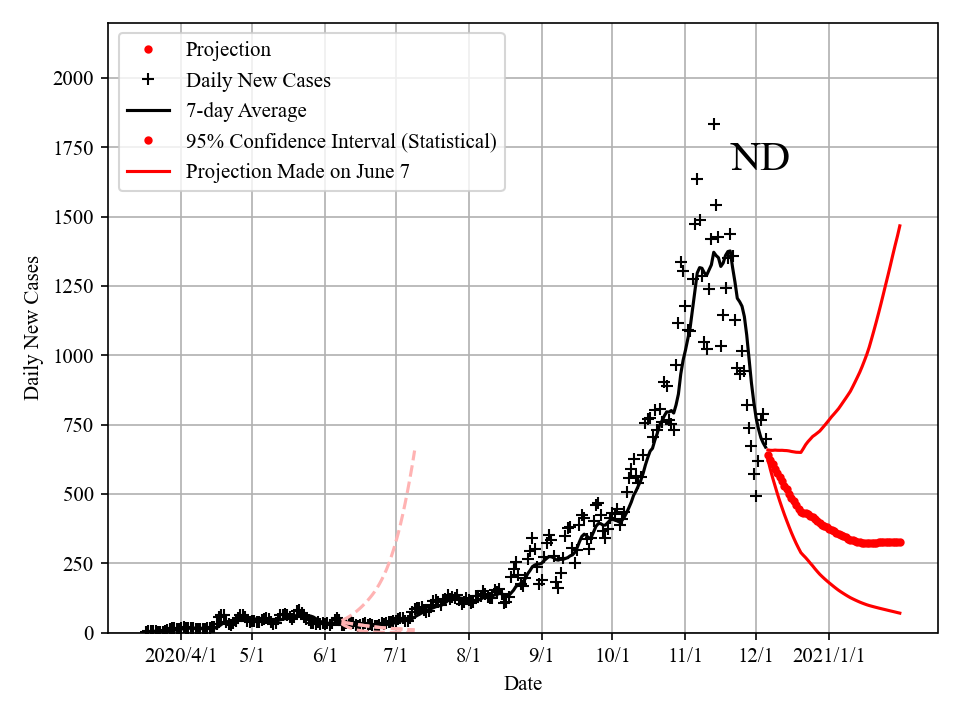 Projection
Daily New Cases
7-day Average
95% Confidence Interval (Statistical)
Projection Made on June 7
ND
2000
1750
1500
1250
1000
750
500
250
0
Daily New Cases
2020/4/1 5/1 6/1 7/1 8/1 9/1 10/1 11/1 12/1 2021/1/1
Date